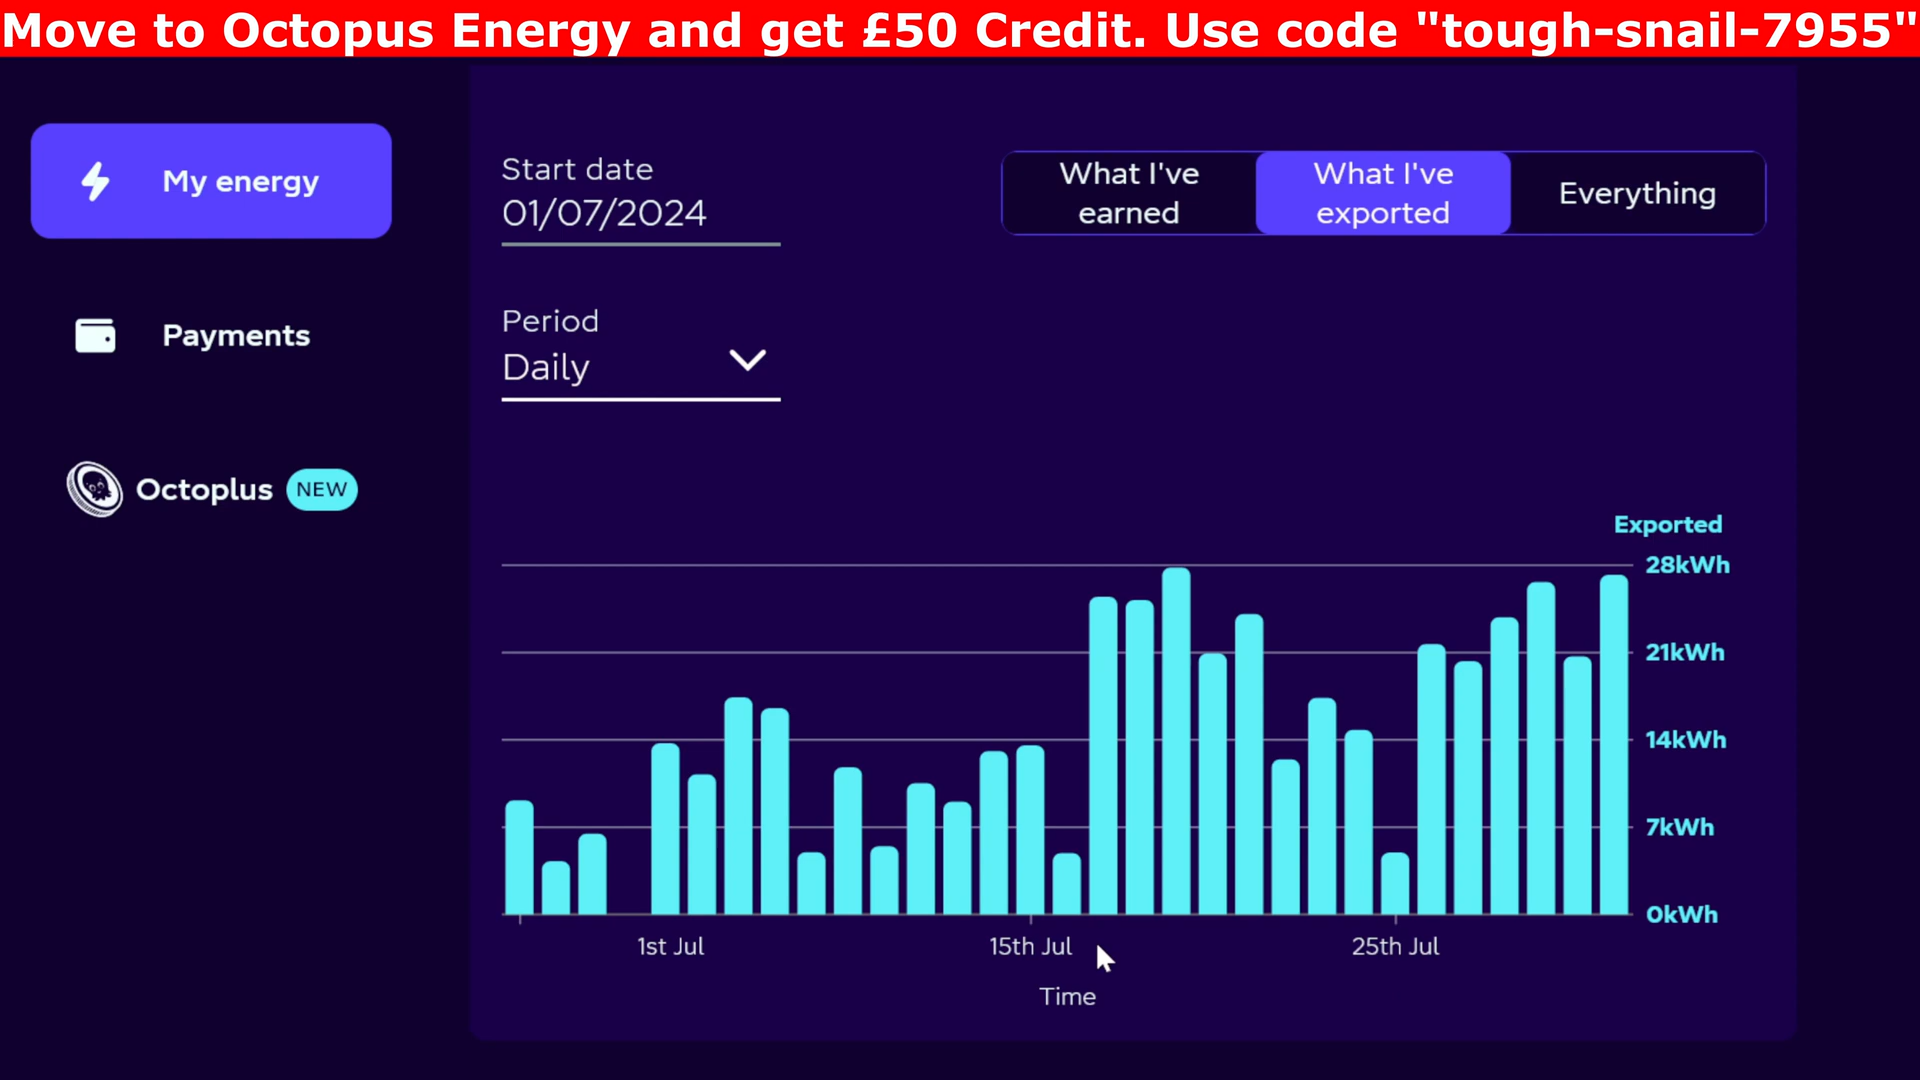 Move to Octopus Energy and get £50 Credit. Use code "tough-snail-7955"
My energy
Payments
Octoplus NEW
Start date
01/07/2024
What I've
earned
What I've
exported
Everything
Period
Daily
Exported
28kWh
21kWh
14kWh
7kWh
0kWh
1st Jul
15th Jul
25th Jul
Time